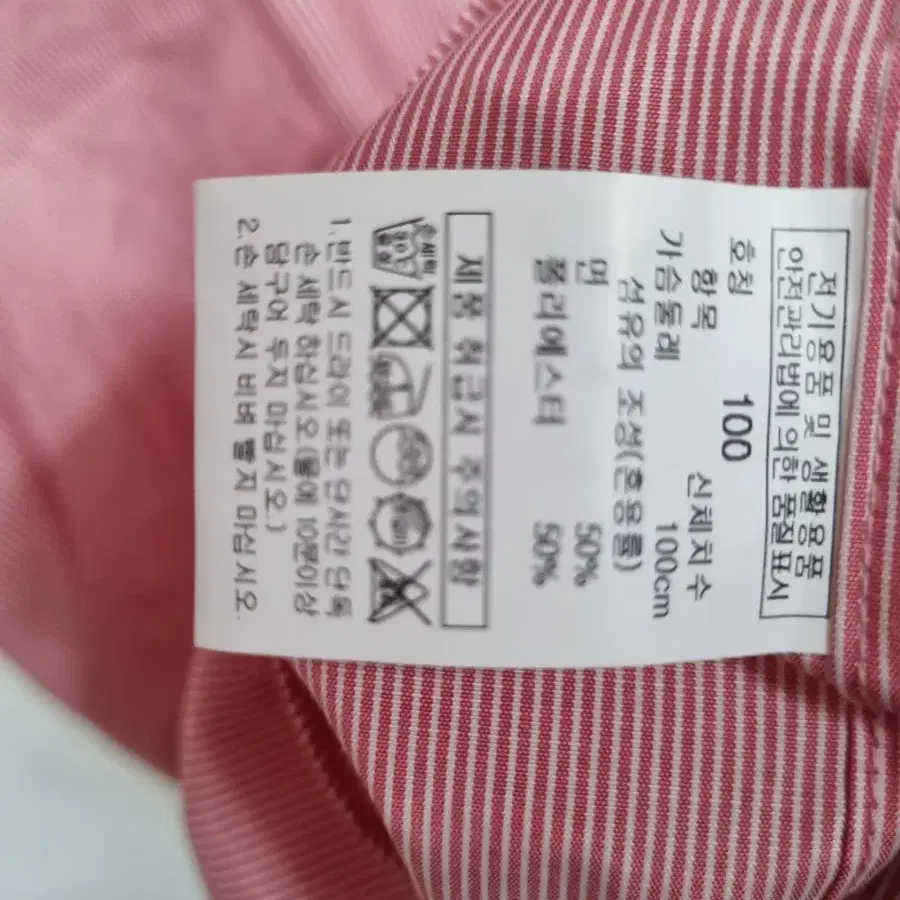 전기용품 및 생활용품
안전관리법에 의한 품질표시
호칭 100
항목 신체치수
가슴둘레 100cm
섬유의 조성(혼용률)
면 50%
폴리에스터 50%
제품 취급시 주의사항
손세탁
1.반드시 드라이 또는 단시간 단독
손 세탁 하십시오(물에 10분이상
담구어 두지 마십시오)
2.손 세탁시 비벼 빨지 마십시오.